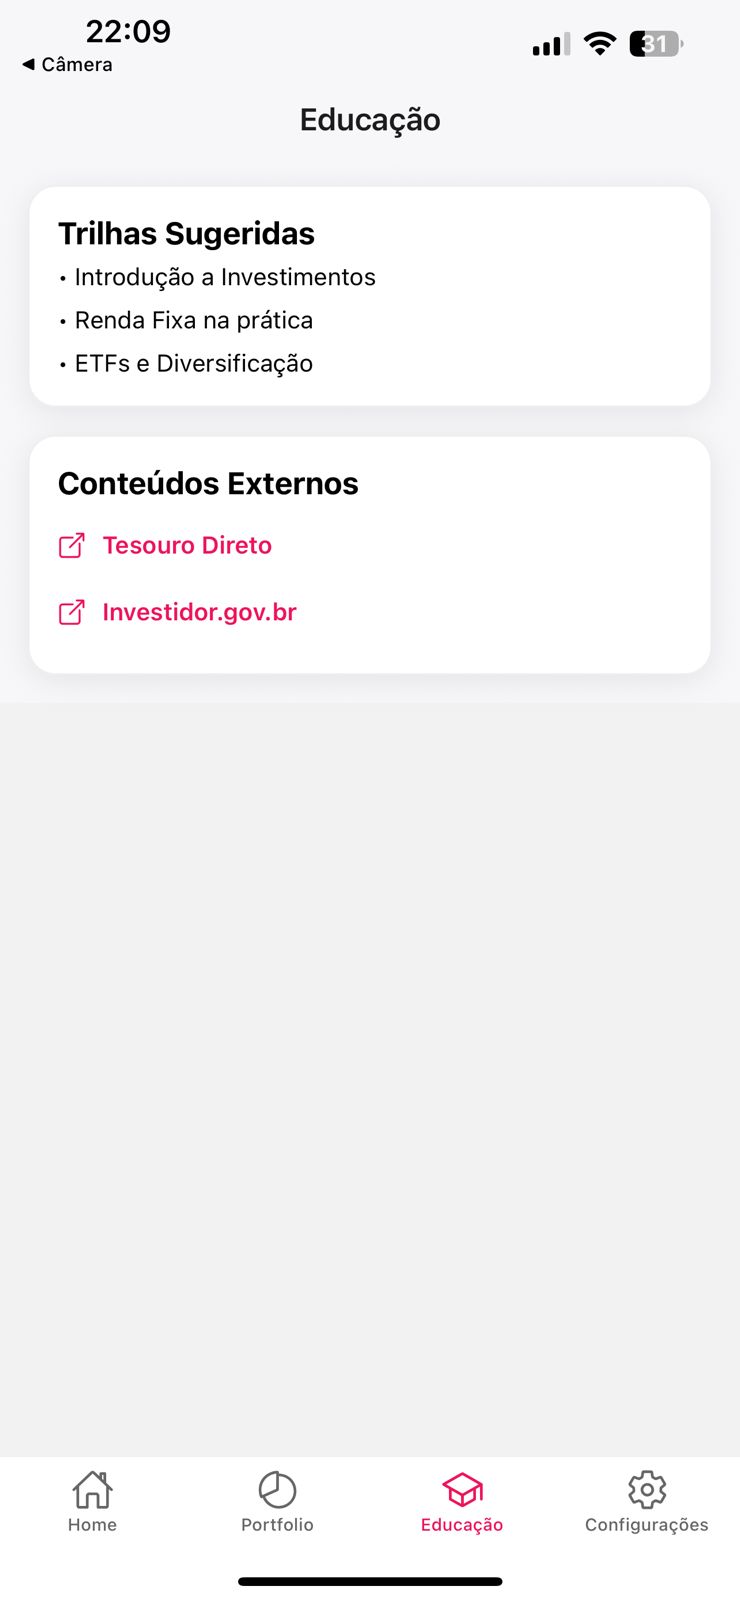 22:09
31
◀ Câmera
Educação
Trilhas Sugeridas
• Introdução a Investimentos
• Renda Fixa na prática
• ETFs e Diversificação
Conteúdos Externos
Tesouro Direto
Investidor.gov.br
Home
Portfolio
Educação
Configurações